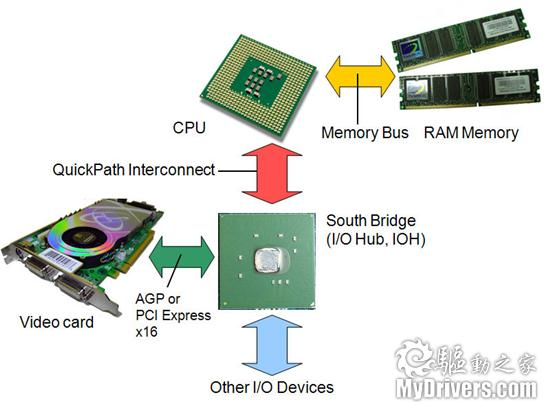 CPU
Memory Bus
RAM Memory
QuickPath Interconnect
South Bridge
(I/O Hub, IOH)
AGP or
PCI Express
x16
Video card
Other I/O Devices
驱动之家
MyDrivers.com